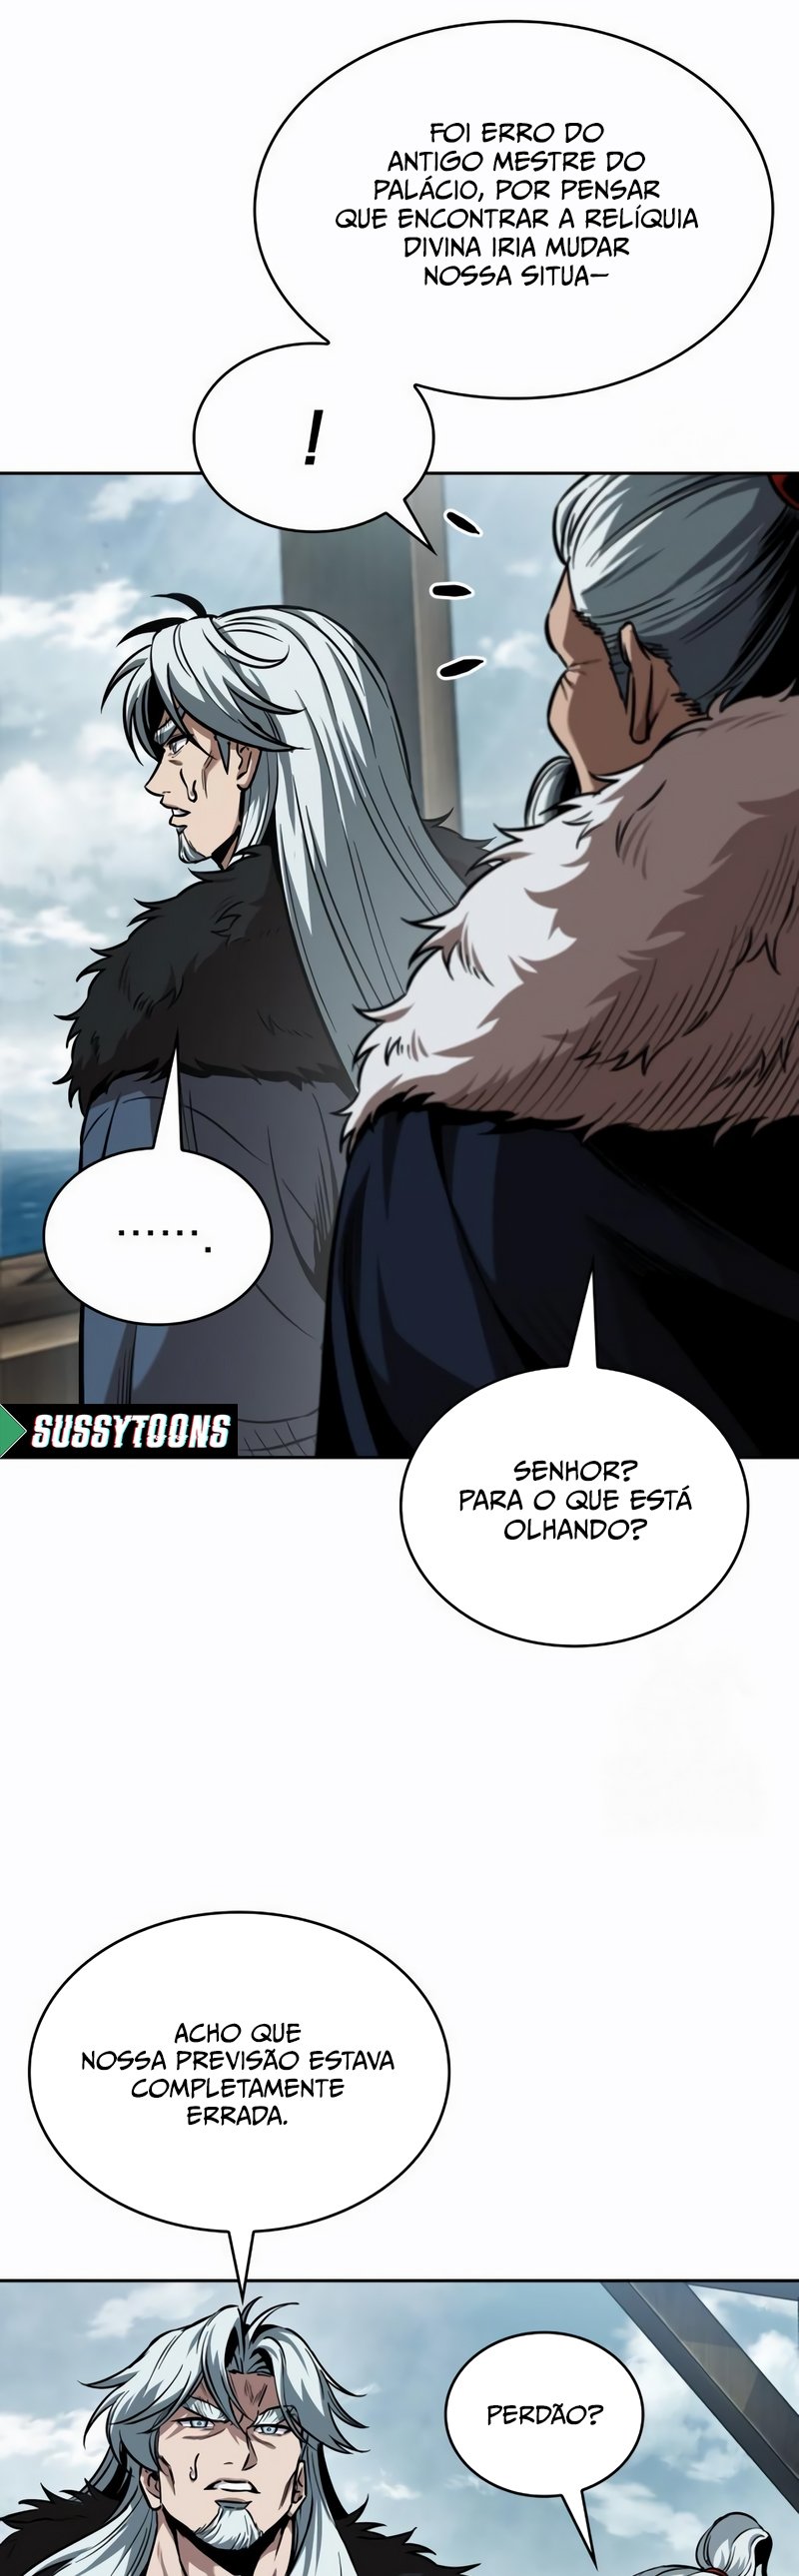 FOI ERRO DO
ANTIGO MESTRE DO
PALÁCIO, POR PENSAR
QUE ENCONTRAR A RELÍQUIA
DIVINA IRIA MUDAR
NOSSA SITUA—
!
.......
SUSSYTOONS
SENHOR?
PARA O QUE ESTÁ
OLHANDO?
ACHO QUE
NOSSA PREVISÃO ESTAVA
COMPLETAMENTE
ERRADA.
PERDÃO?